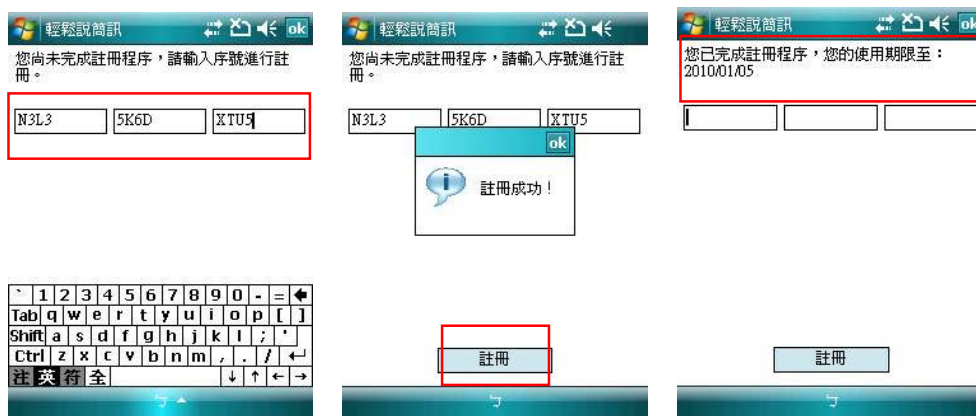 輕鬆說簡訊
ok
您尚未完成註冊程序，請輸入序號進行註
冊。
N3L3 5K6D XTU5
` 1 2 3 4 5 6 7 8 9 0 - =
Tab q w e r t y u i o p [ ]
Shift a s d f g h j k l ; '
Ctrl z x c v b n m , . /
注 英 符 全
ㄅ
輕鬆說簡訊
您尚未完成註冊程序，請輸入序號進行註
冊。
N3L3 5K6D XTU5
ok
註冊成功！
註冊
ㄅ
輕鬆說簡訊
ok
您已完成註冊程序，您的使用期限至：
2010/01/05
註冊
ㄅ